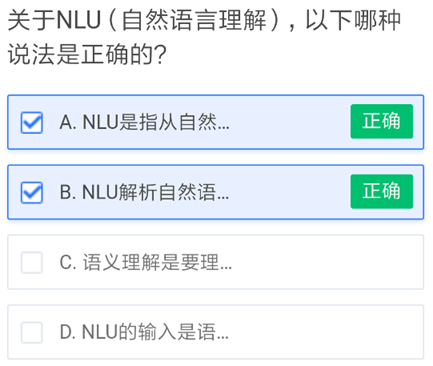 关于NLU（自然语言理解），以下哪种
说法是正确的？
A. NLU是指从自然... 正确
B. NLU解析自然语... 正确
C. 语义理解是要理...
D. NLU的输入是语...